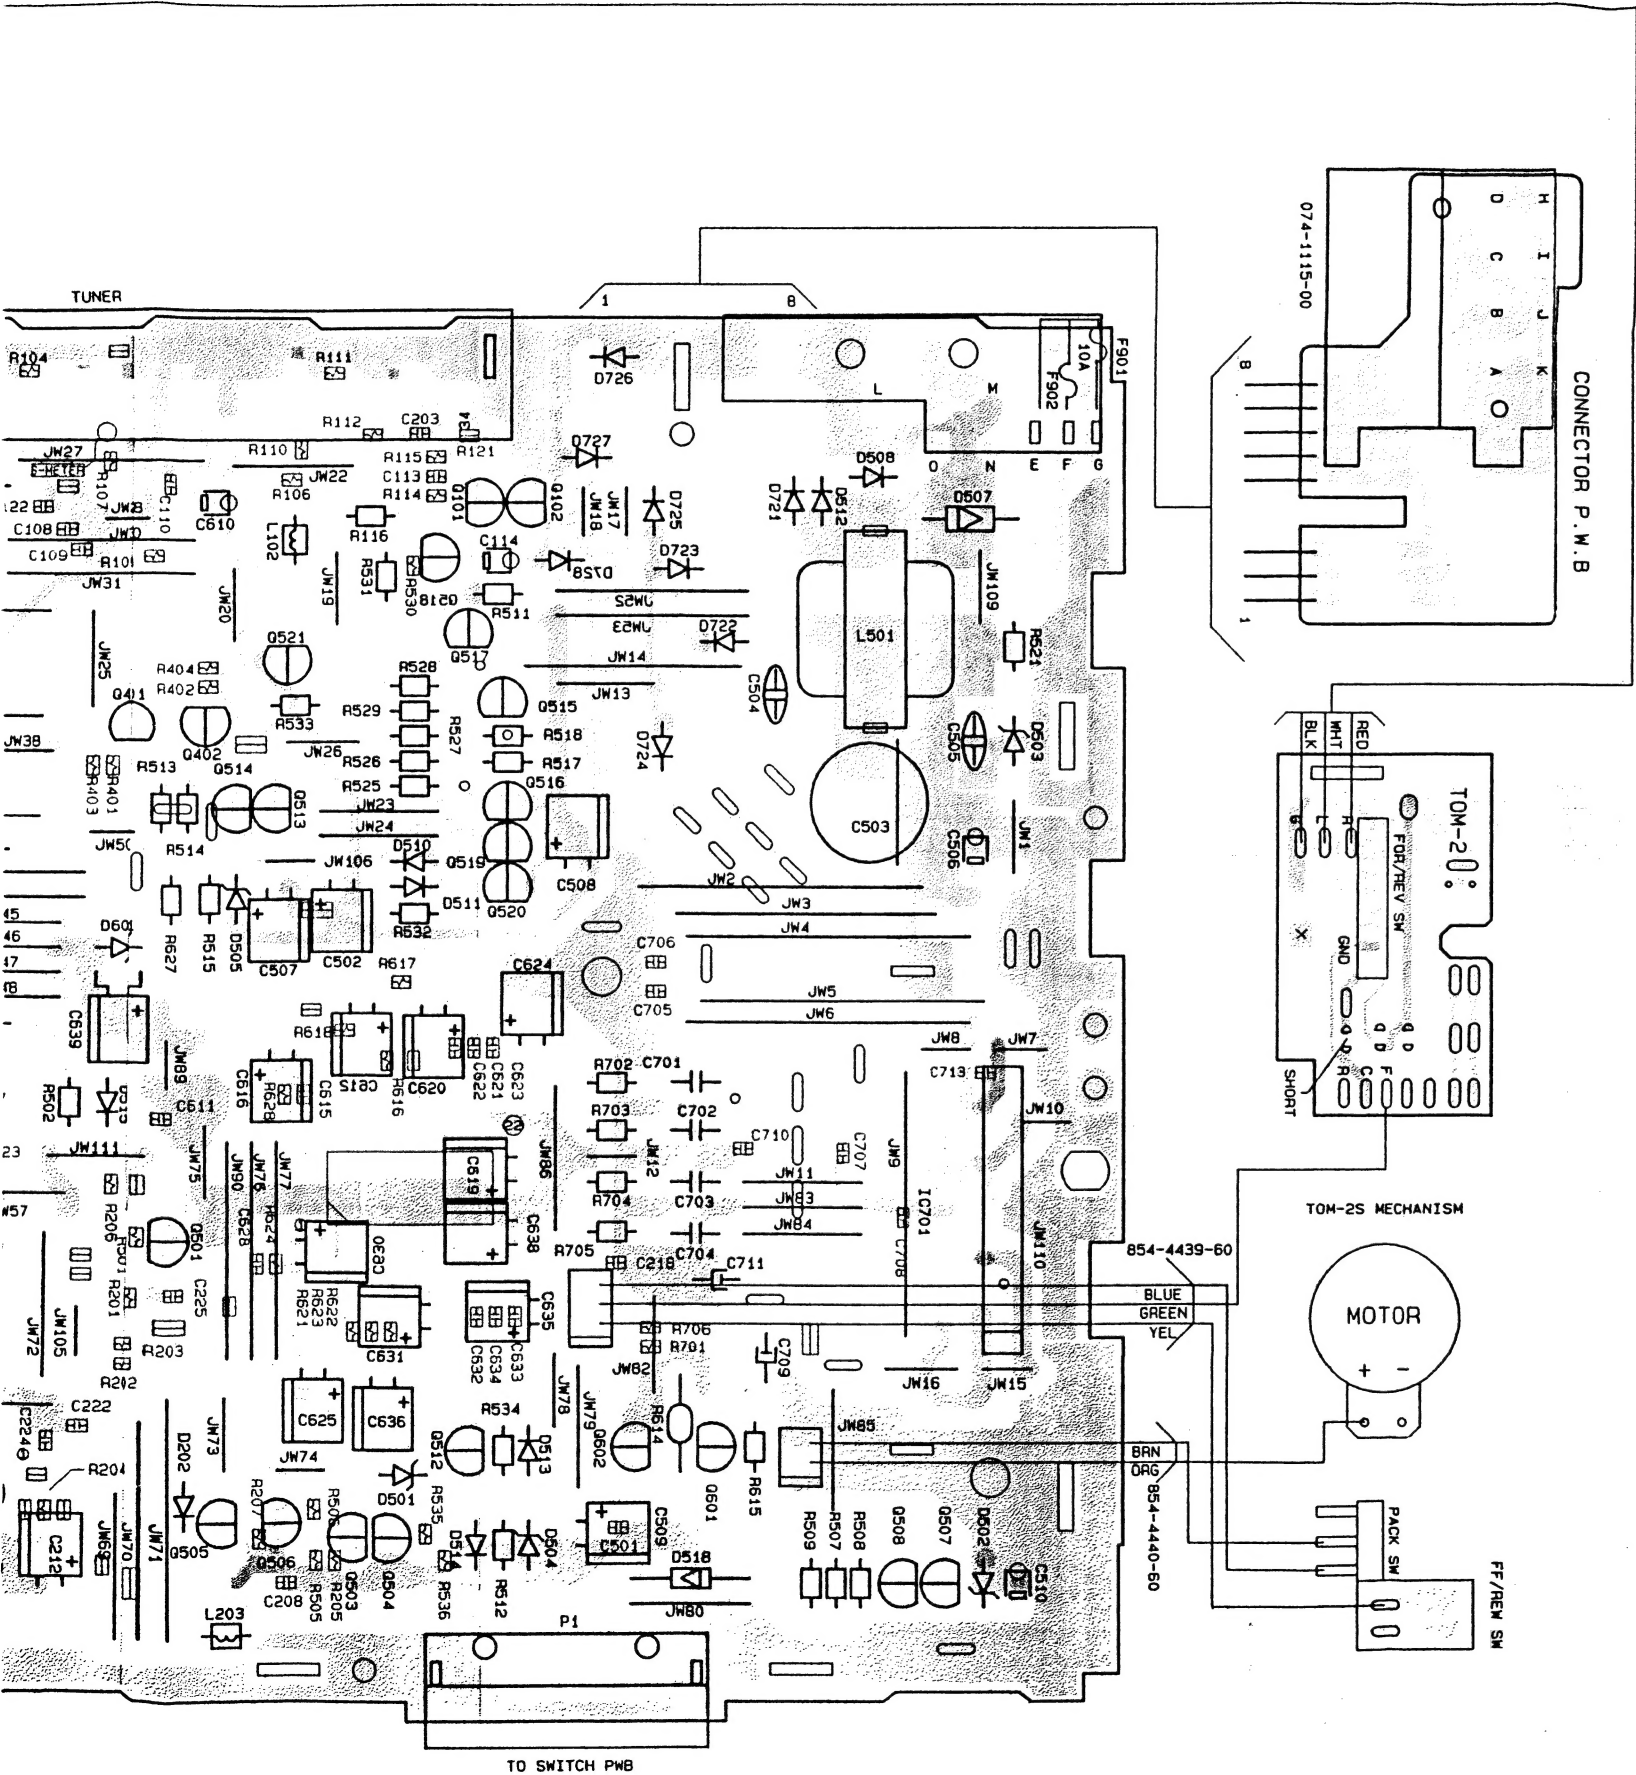 TUNER
1
8
R104
R111
D726
L
M
10A
F901
F902
R112
C203
R121
D727
R110
R115
C113
R114
R106
JW22
JW27
S-METER
R107
C110
C610
L102
R116
Q101
Q102
JW18
JW17
D725
D721
D512
D508
D507
O
N
E
F
G
JW28
C108
C109
JW31
JW20
JW19
R531
R530
Q518
C114
R511
D728
D723
JW52
JW53
D722
JW14
JW13
L501
JW109
R521
JW25
R404
R402
Q521
Q517
Q402
R533
JW26
R528
R529
R527
R526
R525
Q515
R518
R517
Q516
D724
C504
C505
D503
C503
C506
JW1
JW38
R403
R401
R513
Q514
Q513
R514
JW23
JW24
JW106
D510
Q519
D511
Q520
R532
C508
JW2
JW3
JW4
45
46
47
R627
R515
D505
C507
C502
R617
C624
C706
C705
JW5
JW6
JW8
JW7
C713
JW10
C639
JW89
R618
C619
C620
R616
C622
C621
C623
R502
C611
C616
R628
C615
R702
C701
R703
C702
C710
C707
JW9
IC701
23
JW111
JW75
JW90
JW76
JW77
C619
JW86
JW12
JW11
R704
C703
JW83
JW84
W57
R206
Q501
C628
R624
C630
C638
R705
C704
C218
C711
C708
JW110
R201
C225
R621
R623
R622
C631
C635
C632
C634
C633
R706
R701
JW82
C709
JW16
JW15
JW72
JW105
R203
R202
C222
C224
R204
D202
JW73
JW74
C625
C636
D501
Q512
R534
D513
JW78
JW79
Q602
R614
Q601
R615
JW85
C212
JW69
JW70
JW71
Q505
R207
Q506
C208
R505
R205
Q503
Q504
R535
R536
R512
D504
C509
C501
D518
JW80
R509
R507
R508
Q508
Q507
D502
C510
L203
P1
TO SWITCH PWB
854-4439-60
BLUE
GREEN
YEL
BRN
ORG
854-4440-60
074-1115-00
D
C
B
A
H
I
J
K
CONNECTOR P.W.B
8
1
BLK
WHT
RED
G
L
R
TOM-2
FOR/REV SW
GND
SHORT
R
C
F
TOM-2S MECHANISM
MOTOR
+
-
PACK SW
FF/REW SW